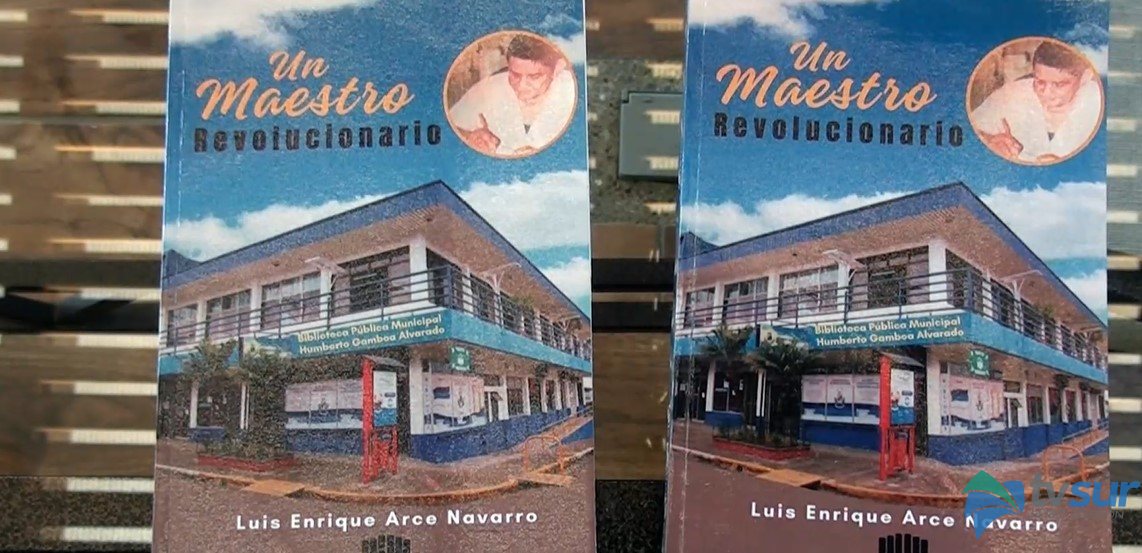 Un
Maestro
Revolucionario
Biblioteca Pública Municipal
Humberto Gamboa Alvarado
Luis Enrique Arce Navarro
Un
Maestro
Revolucionario
Biblioteca Pública Municipal
Humberto Gamboa Alvarado
Luis Enrique Arce Navarro
tvsur